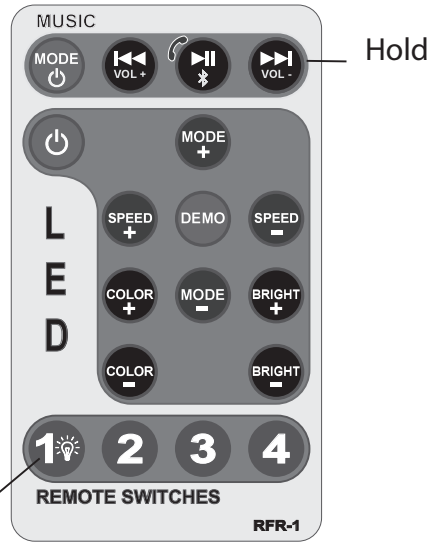 MUSIC
Hold
MODE
VOL +
VOL -
MODE
+
L
E
D
SPEED
+
DEMO
SPEED
-
COLOR
+
MODE
-
BRIGHT
+
COLOR
-
BRIGHT
-
1 2 3 4
REMOTE SWITCHES
RFR-1